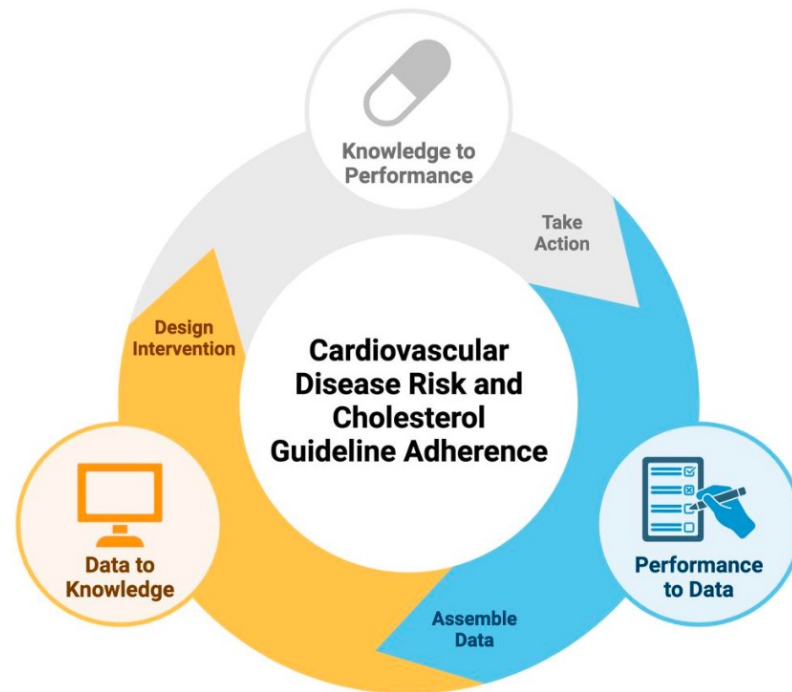 Knowledge to
Performance
Take
Action
Design
Intervention
Cardiovascular
Disease Risk and
Cholesterol
Guideline Adherence
Data to
Knowledge
Performance
to Data
Assemble
Data